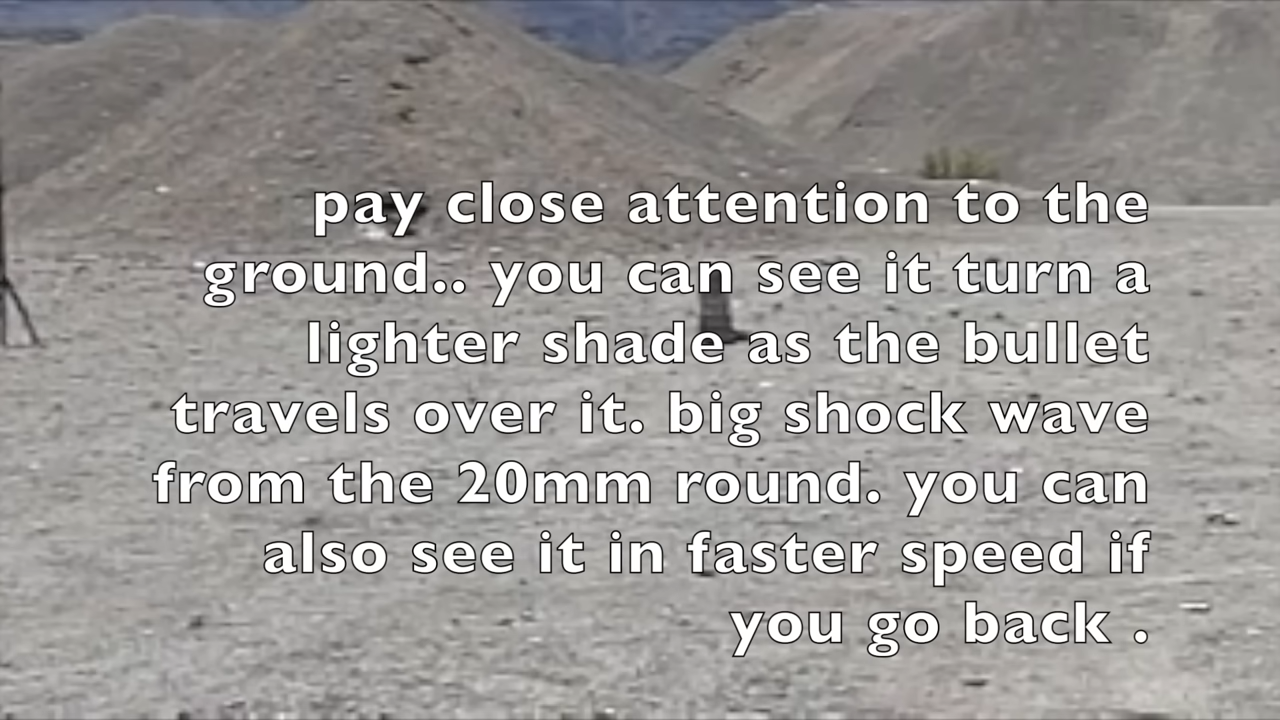 pay close attention to the
ground.. you can see it turn a
lighter shade as the bullet
travels over it. big shock wave
from the 20mm round. you can
also see it in faster speed if
you go back .